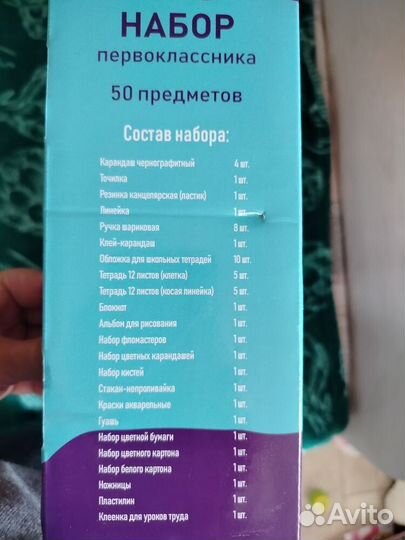 НАБОР
первоклассника
50 предметов
Состав набора:
Карандаш чернографитный 4 шт.
Точилка 1 шт.
Резинка канцелярская (ластик) 1 шт.
Линейка 1 шт.
Ручка шариковая 8 шт.
Клей-карандаш 1 шт.
Обложка для школьных тетрадей 10 шт.
Тетрадь 12 листов (клетка) 5 шт.
Тетрадь 12 листов (косая линейка) 5 шт.
Блокнот 1 шт.
Альбом для рисования 1 шт.
Набор фломастеров 1 шт.
Набор цветных карандашей 1 шт.
Набор кистей 1 шт.
Стакан-непроливайка 1 шт.
Краски акварельные 1 шт.
Гуашь 1 шт.
Набор цветной бумаги 1 шт.
Набор цветного картона 1 шт.
Набор белого картона 1 шт.
Ножницы 1 шт.
Пластилин 1 шт.
Клеенка для уроков труда 1 шт.
Avito